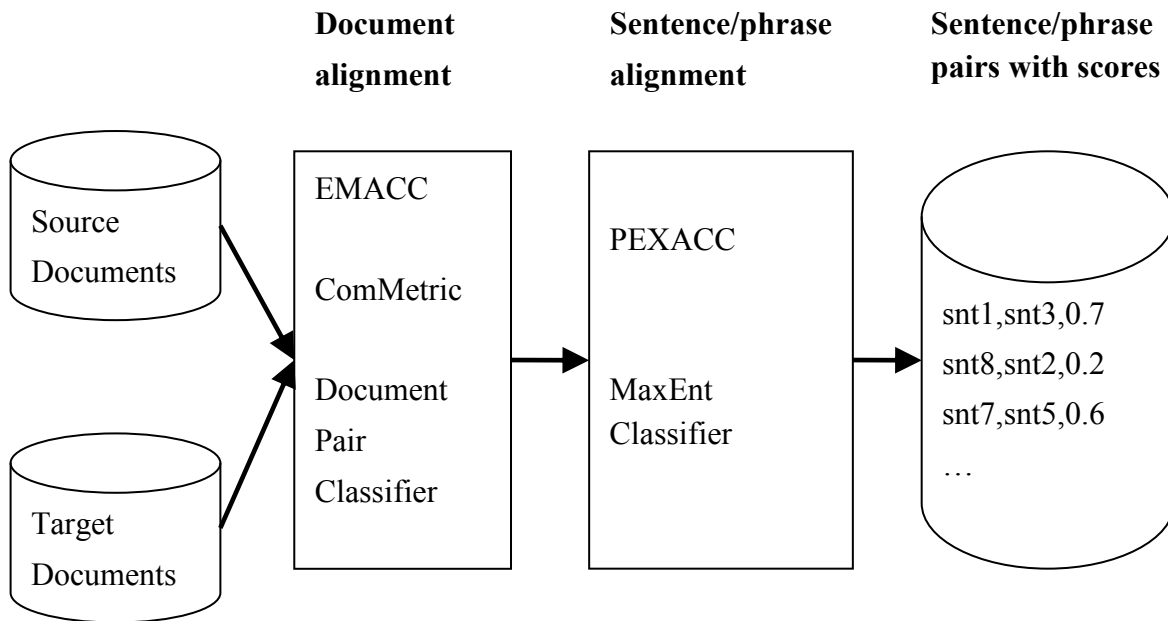 Document
alignment
Sentence/phrase
alignment
Sentence/phrase
pairs with scores
Source
Documents
Target
Documents
EMACC
ComMetric
Document
Pair
Classifier
PEXACC
MaxEnt
Classifier
snt1,snt3,0.7
snt8,snt2,0.2
snt7,snt5,0.6
…